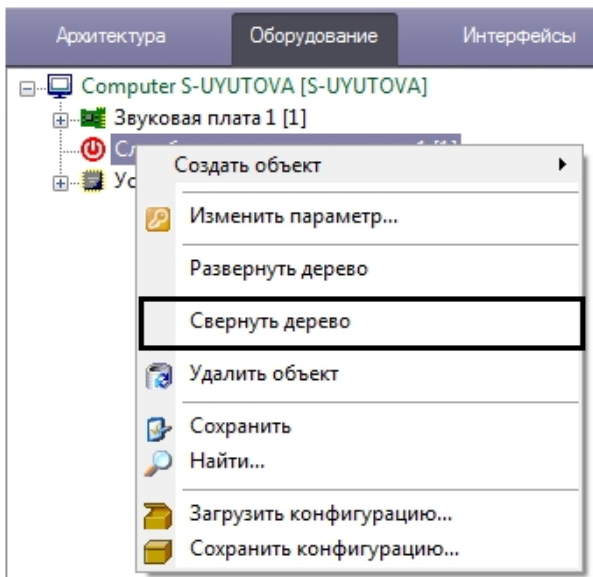 Архитектура Оборудование Интерфейсы
Computer S-UYUTOVA [S-UYUTOVA]
Звуковая плата 1 [1]
Создать объект
Изменить параметр...
Развернуть дерево
Свернуть дерево
Удалить объект
Сохранить
Найти...
Загрузить конфигурацию...
Сохранить конфигурацию...